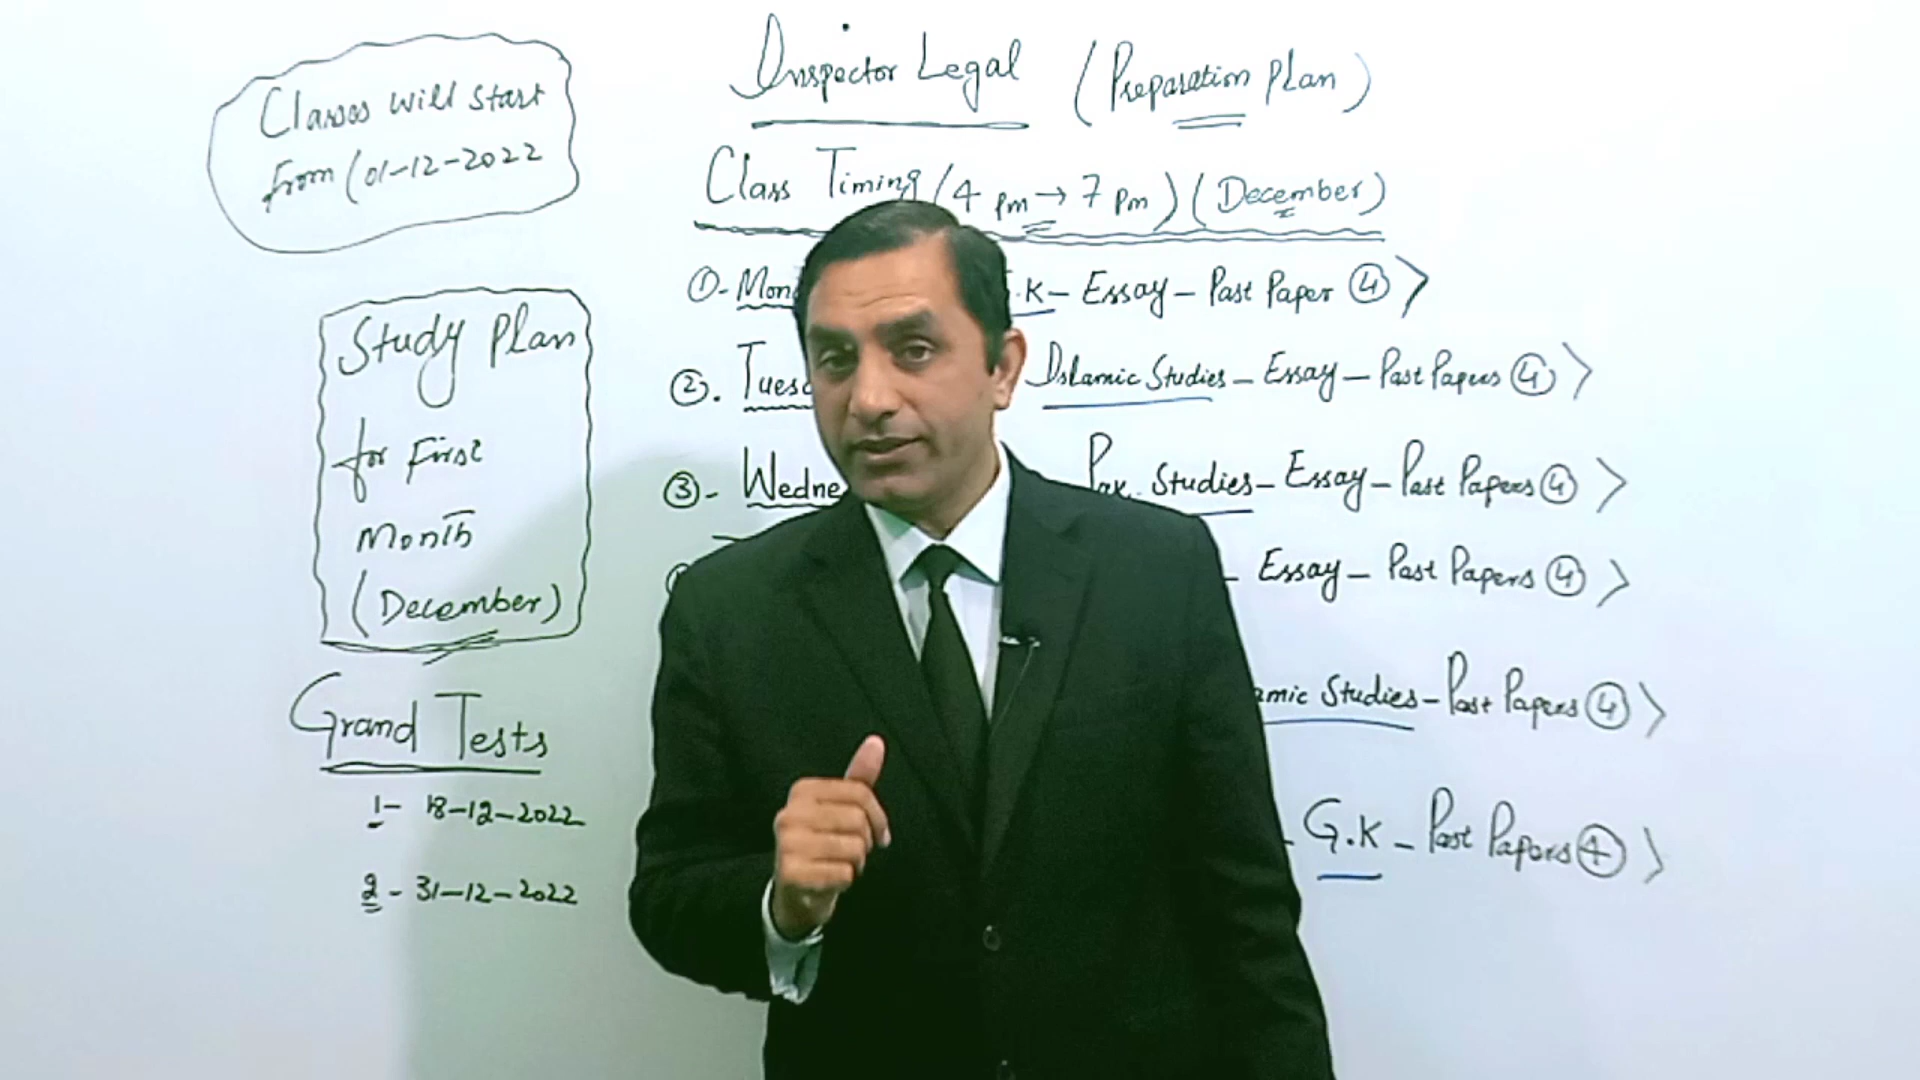 Inspector Legal (Preparation Plan)
Classes will start
from (01-12-2022
Class Timing (4 pm → 7 pm) (December)
①- Mon .K - Essay - Past Paper ④ >
Study Plan
for First
Month
(December)
②. Tues Islamic Studies - Essay - Past Papers ④ >
③- Wedne Pak. Studies - Essay - Past Papers ④ >
- Essay - Past Papers ④ >
amic Studies - Past Papers ④ >
Grand Tests
1- 18-12-2022
2- 31-12-2022
- G.K - Past Papers ④ >